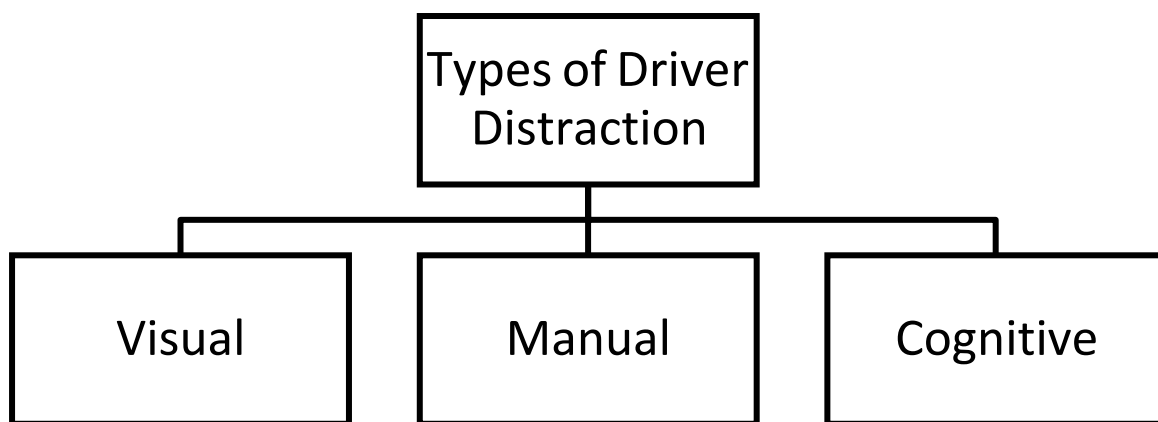 Types of Driver
Distraction
Visual
Manual
Cognitive